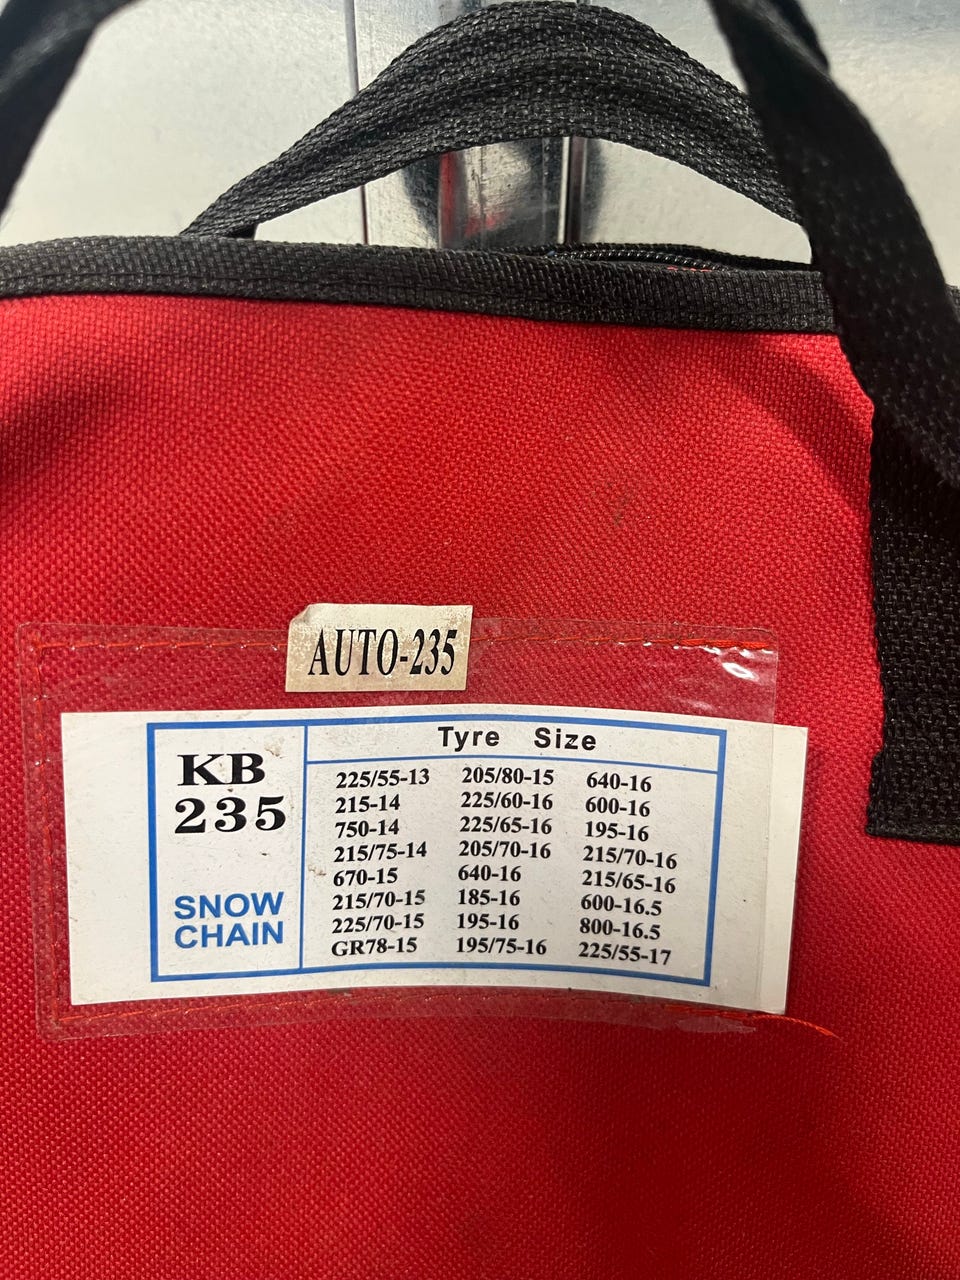 AUTO-235
KB
235
SNOW
CHAIN
Tyre Size
225/55-13 205/80-15 640-16
215-14 225/60-16 600-16
750-14 225/65-16 195-16
215/75-14 205/70-16 215/70-16
670-15 640-16 215/65-16
215/70-15 185-16 600-16.5
225/70-15 195-16 800-16.5
GR78-15 195/75-16 225/55-17